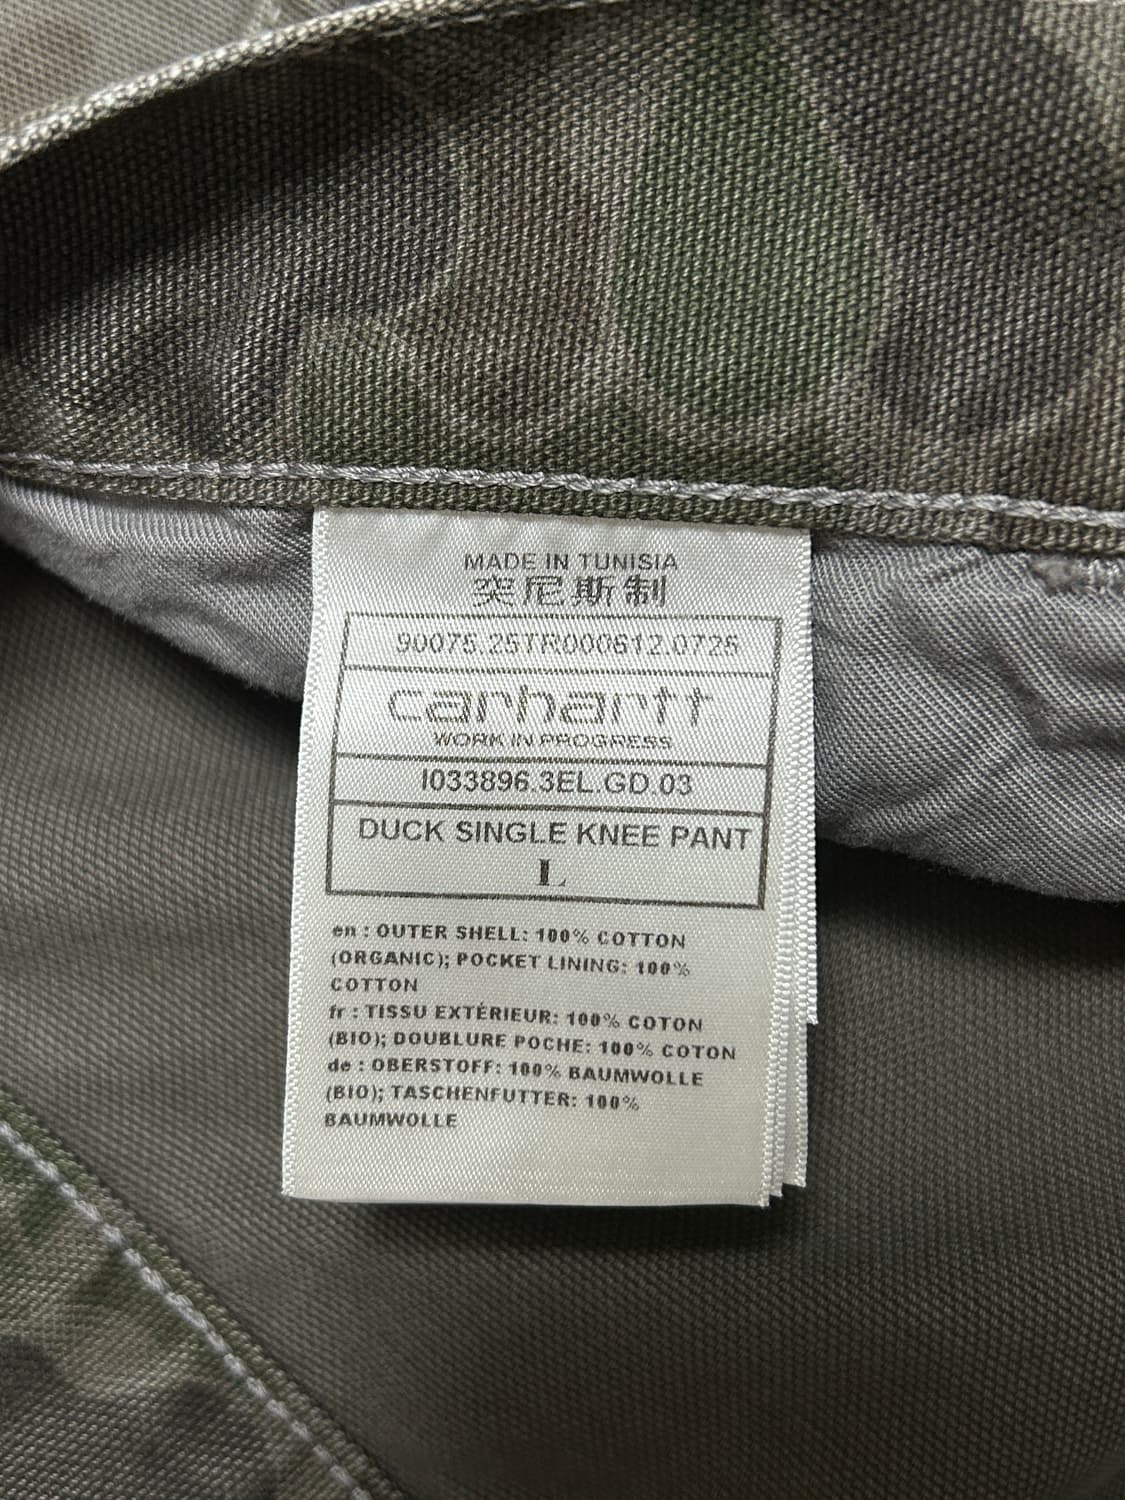 MADE IN TUNISIA
突尼斯制
90075.25TR000612.0725
carhartt
WORK IN PROGRESS
I033896.3EL.GD.03
DUCK SINGLE KNEE PANT
L
en : OUTER SHELL: 100% COTTON
(ORGANIC); POCKET LINING: 100%
COTTON
fr : TISSU EXTÉRIEUR: 100% COTON
(BIO); DOUBLURE POCHE: 100% COTON
de : OBERSTOFF: 100% BAUMWOLLE
(BIO); TASCHENFUTTER: 100%
BAUMWOLLE